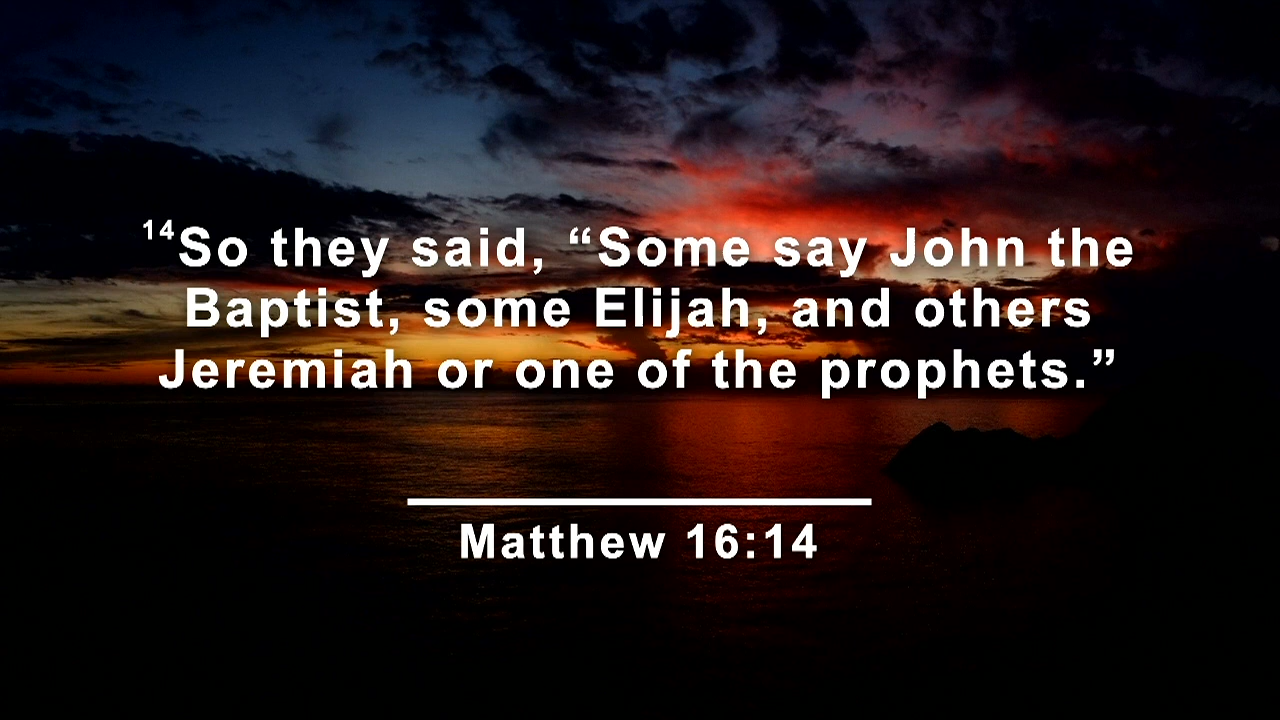 ¹⁴So they said, “Some say John the
Baptist, some Elijah, and others
Jeremiah or one of the prophets.”
Matthew 16:14